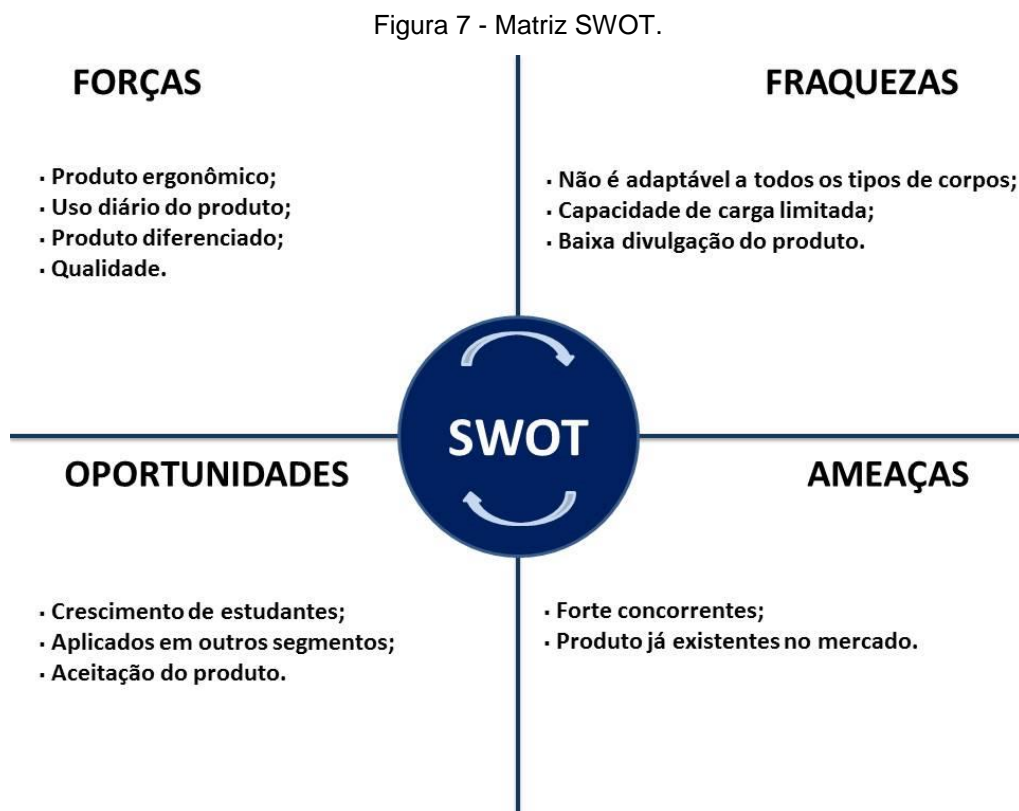 Figura 7 - Matriz SWOT.
FORÇAS
· Produto ergonômico;
· Uso diário do produto;
· Produto diferenciado;
· Qualidade.
FRAQUEZAS
· Não é adaptável a todos os tipos de corpos;
· Capacidade de carga limitada;
· Baixa divulgação do produto.
SWOT
OPORTUNIDADES
· Crescimento de estudantes;
· Aplicados em outros segmentos;
· Aceitação do produto.
AMEAÇAS
· Forte concorrentes;
· Produto já existentes no mercado.